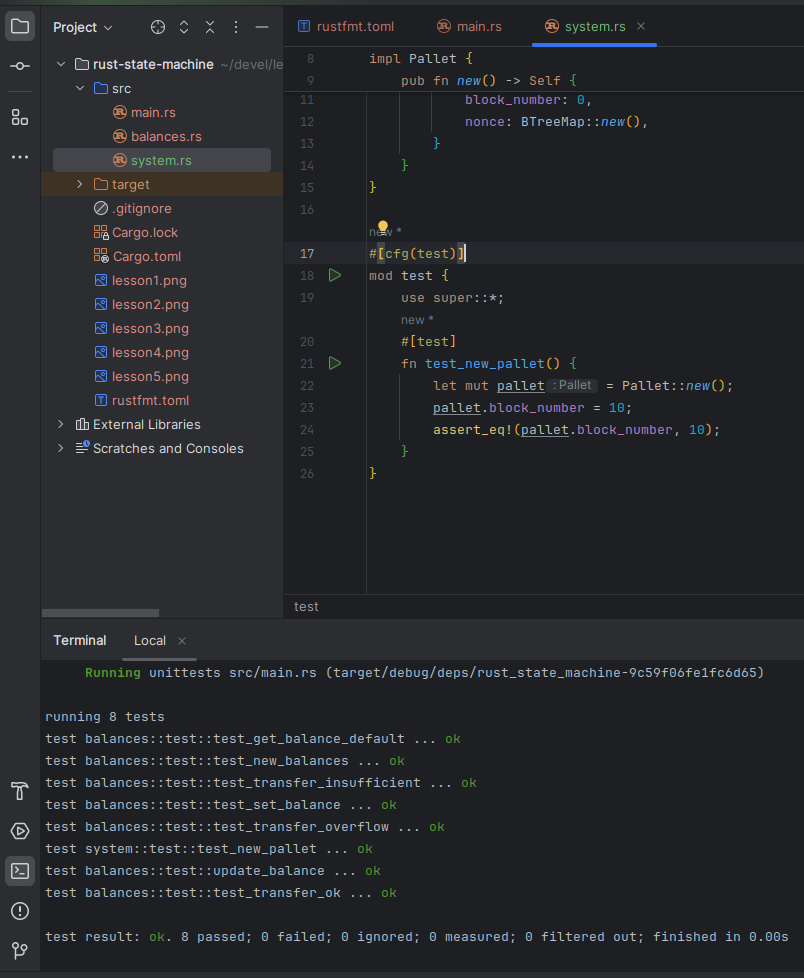 Project
rustfmt.toml
main.rs
system.rs
rust-state-machine ~/devel/le
src
main.rs
balances.rs
system.rs
target
.gitignore
Cargo.lock
Cargo.toml
lesson1.png
lesson2.png
lesson3.png
lesson4.png
lesson5.png
rustfmt.toml
External Libraries
Scratches and Consoles
8 impl Pallet {
9 pub fn new() -> Self {
11 block_number: 0,
12 nonce: BTreeMap::new(),
13 }
14 }
15 }
16
new *
17 #[cfg(test)]
18 mod test {
19 use super::*;
new *
20 #[test]
21 fn test_new_pallet() {
22 let mut pallet : Pallet = Pallet::new();
23 pallet.block_number = 10;
24 assert_eq!(pallet.block_number, 10);
25 }
26 }
test
Terminal
Local
Running unittests src/main.rs (target/debug/deps/rust_state_machine-9c59f06fe1fc6d65)
running 8 tests
test balances::test::test_get_balance_default ... ok
test balances::test::test_new_balances ... ok
test balances::test::test_transfer_insufficient ... ok
test balances::test::test_set_balance ... ok
test balances::test::test_transfer_overflow ... ok
test system::test::test_new_pallet ... ok
test balances::test::update_balance ... ok
test balances::test::test_transfer_ok ... ok
test result: ok. 8 passed; 0 failed; 0 ignored; 0 measured; 0 filtered out; finished in 0.00s